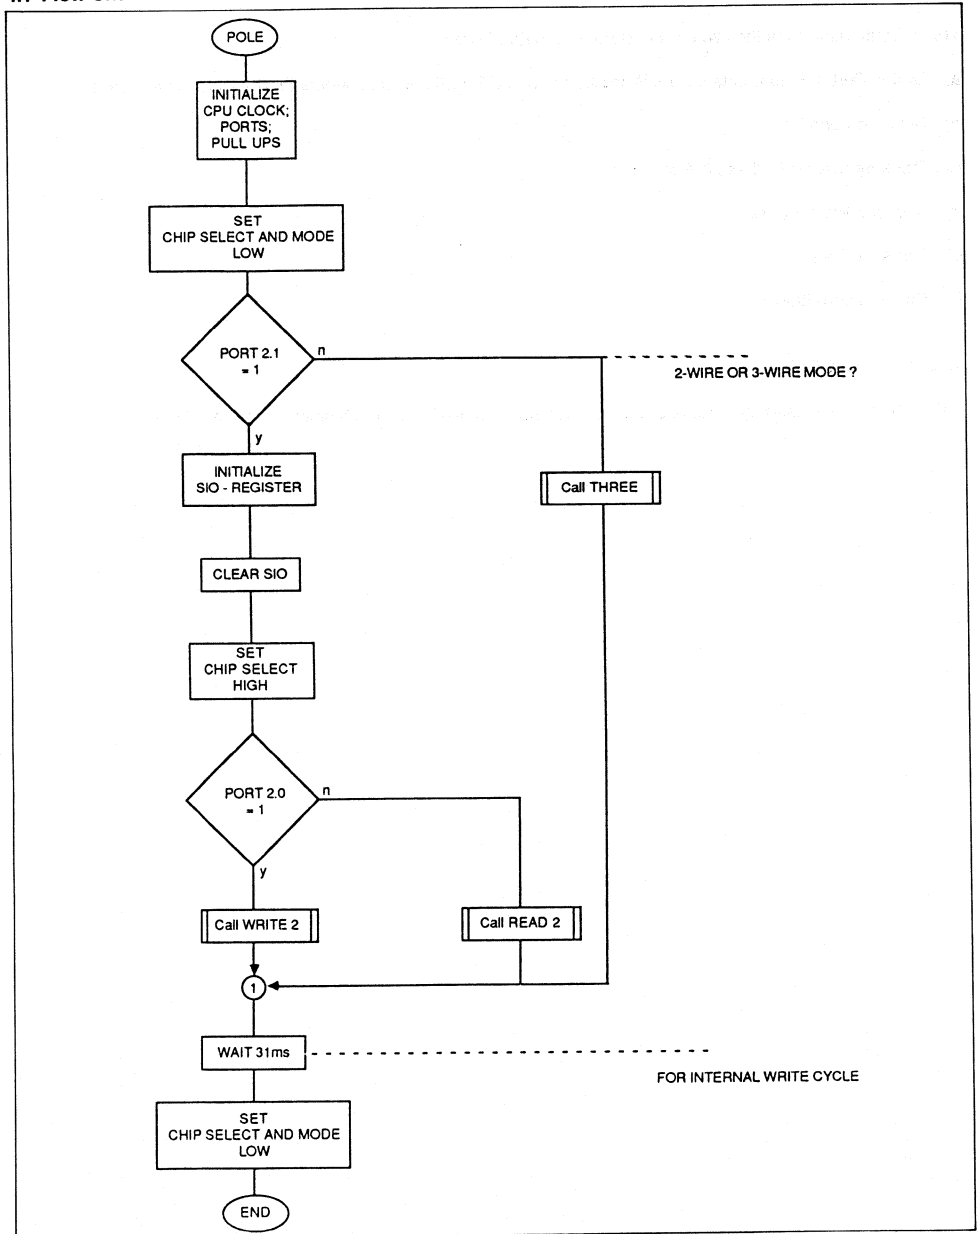 POLE
INITIALIZE
CPU CLOCK;
PORTS;
PULL UPS
SET
CHIP SELECT AND MODE
LOW
PORT 2.1
= 1
n
2-WIRE OR 3-WIRE MODE ?
y
INITIALIZE
SIO - REGISTER
Call THREE
CLEAR SIO
SET
CHIP SELECT
HIGH
PORT 2.0
= 1
n
y
Call WRITE 2
Call READ 2
1
WAIT 31ms
FOR INTERNAL WRITE CYCLE
SET
CHIP SELECT AND MODE
LOW
END